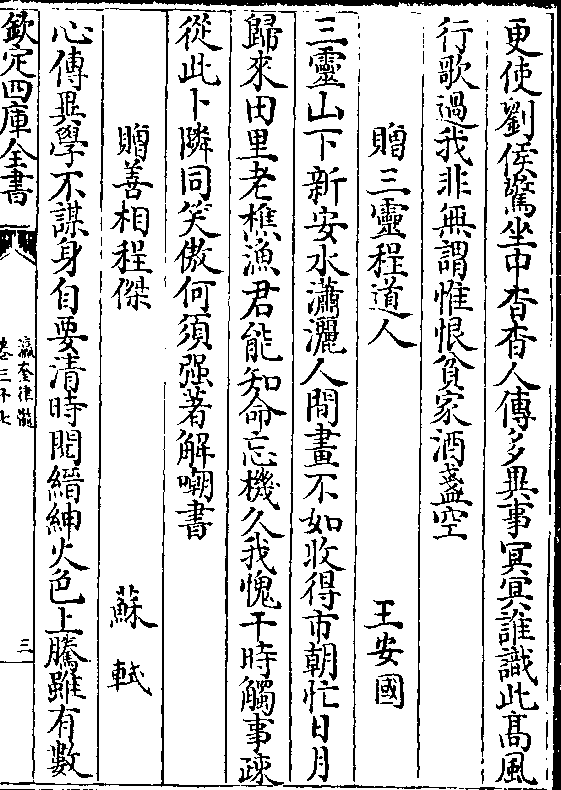 更使劉侯驚坐中杳杳人傳多異事冥冥誰識此髙風
行歌過我非無謂惟恨貧家酒盞空
贈三靈程道人　王安國
三靈山下新安水瀟灑人間畫不如收得市朝忙日月
歸來田里老樵漁君能知命忘機久我愧干時觸事疎
從此卜隣同笑傲何須强著解嘲書
贈善相程傑　蘇軾
心傳異學不謀身自要清時閱縉紳火色上騰雖有數
欽定四庫全書
瀛奎律髓
卷三十七
三